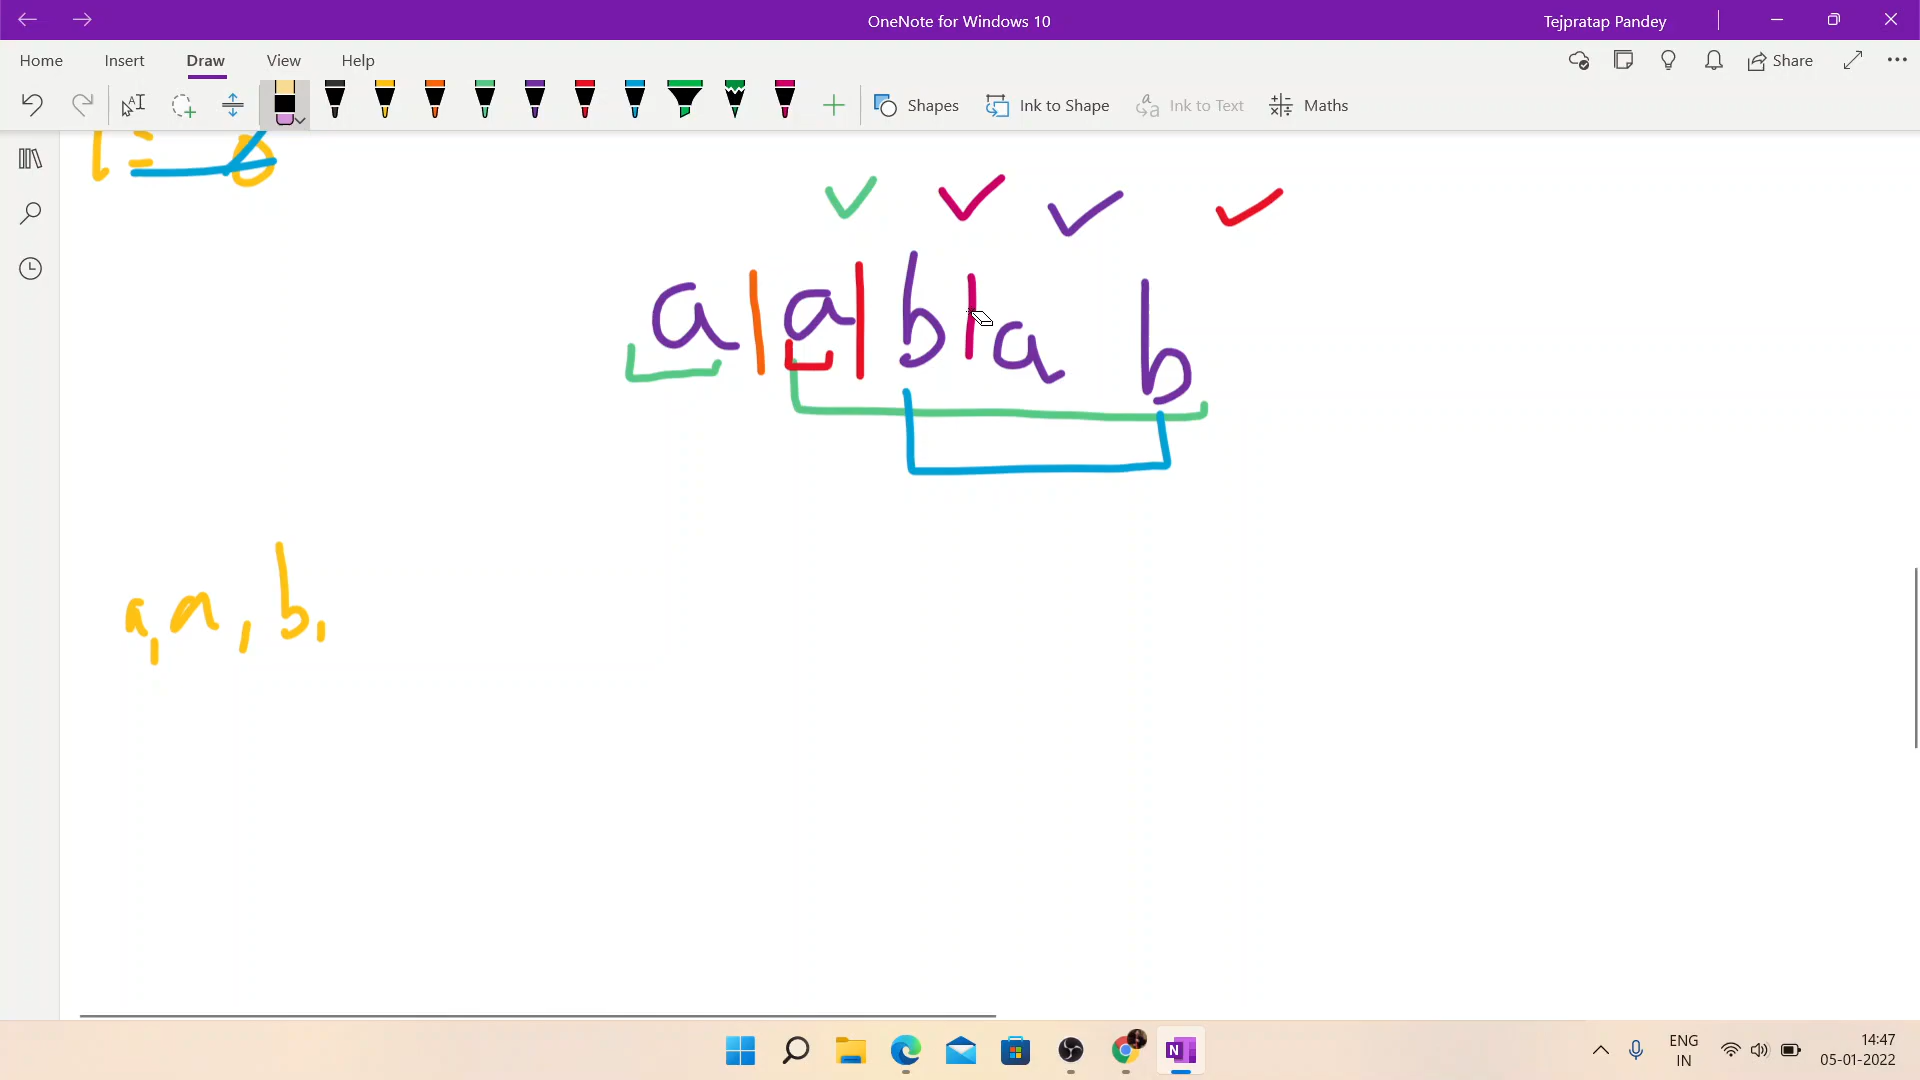 OneNote for Windows 10
Tejpratap Pandey
Home Insert Draw View Help
Share
Shapes Ink to Shape Ink to Text Maths
a a b a b
a, a, b,
ENG
IN
14:47
05-01-2022